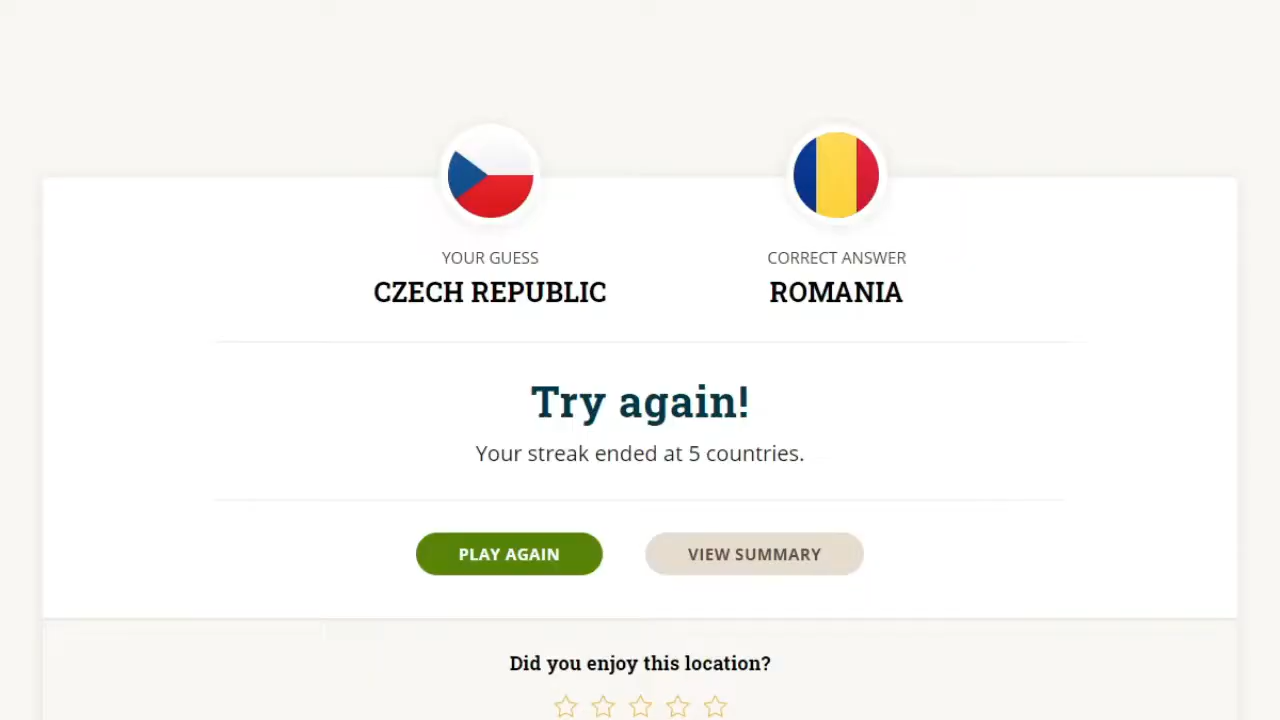 YOUR GUESS
CZECH REPUBLIC
CORRECT ANSWER
ROMANIA
Try again!
Your streak ended at 5 countries.
PLAY AGAIN
VIEW SUMMARY
Did you enjoy this location?